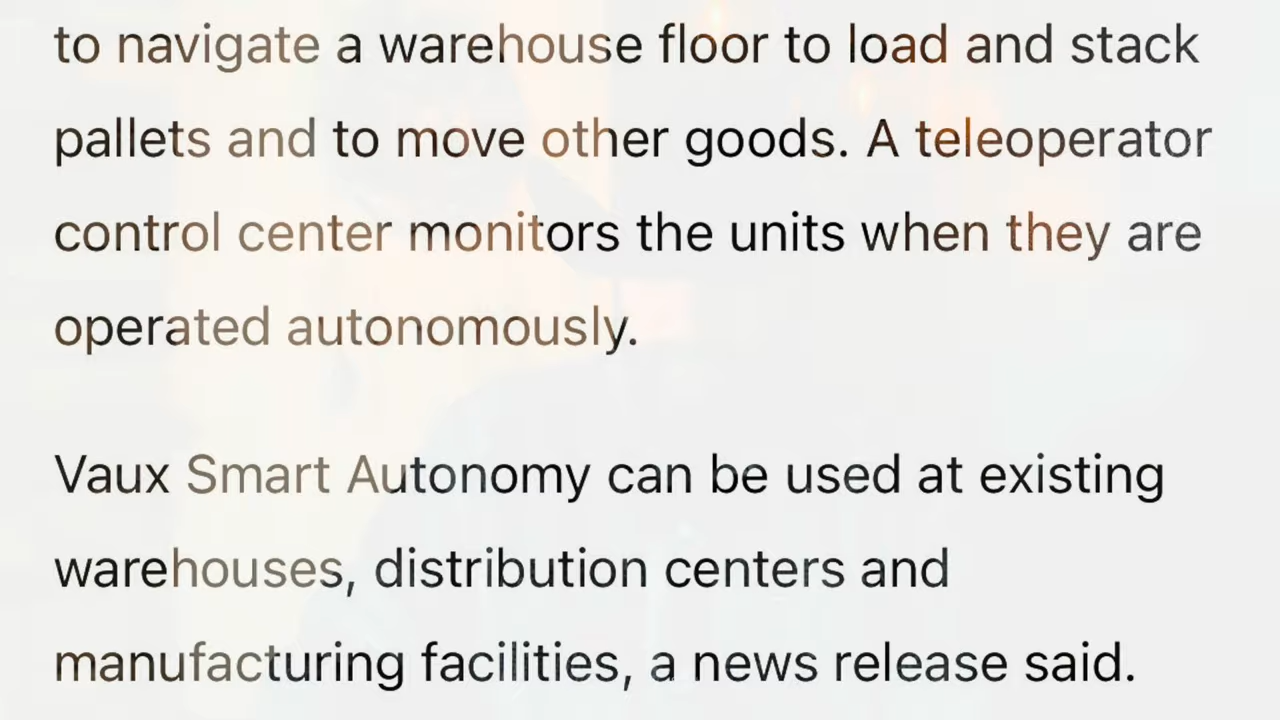 to navigate a warehouse floor to load and stack
pallets and to move other goods. A teleoperator
control center monitors the units when they are
operated autonomously.
Vaux Smart Autonomy can be used at existing
warehouses, distribution centers and
manufacturing facilities, a news release said.